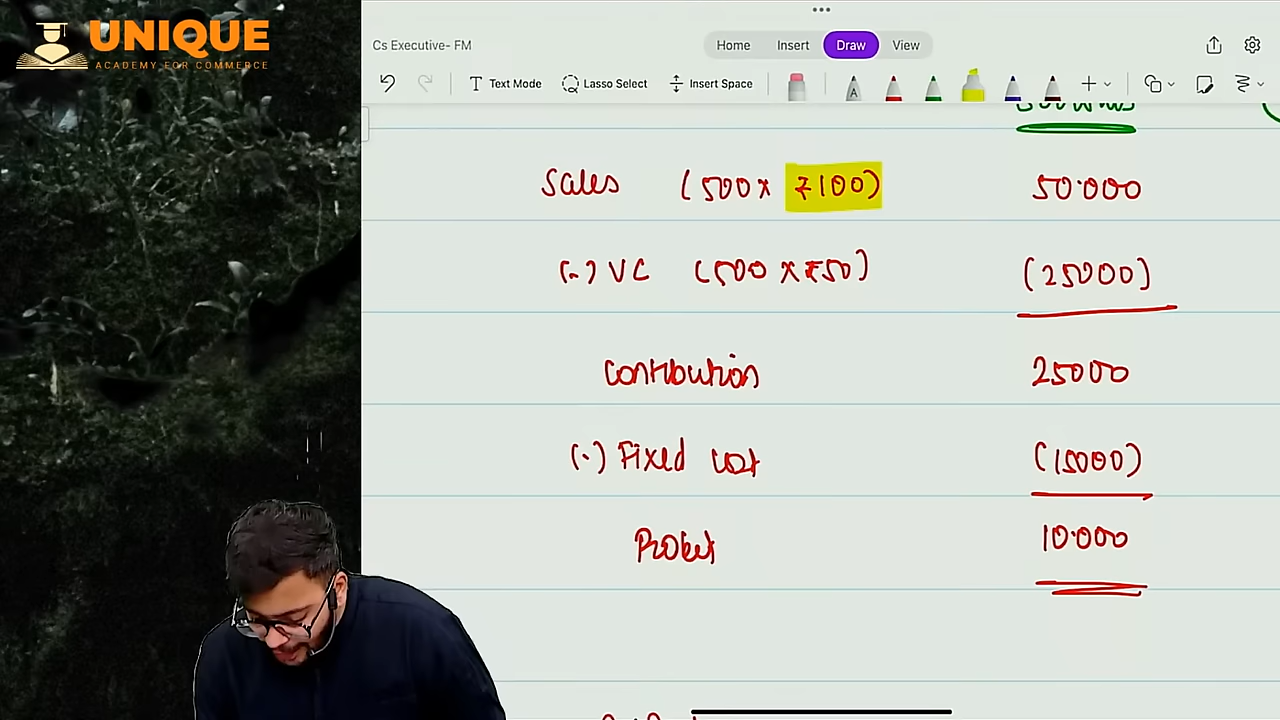 UNIQUE
ACADEMY FOR COMMERCE
Cs Executive- FM
Home Insert Draw View
Text Mode Lasso Select Insert Space
Sales (500x ₹100) 50.000
(-) VC (500 x ₹50) (25000)
Contribution 25000
(-) Fixed cost (15000)
Profit 10.000